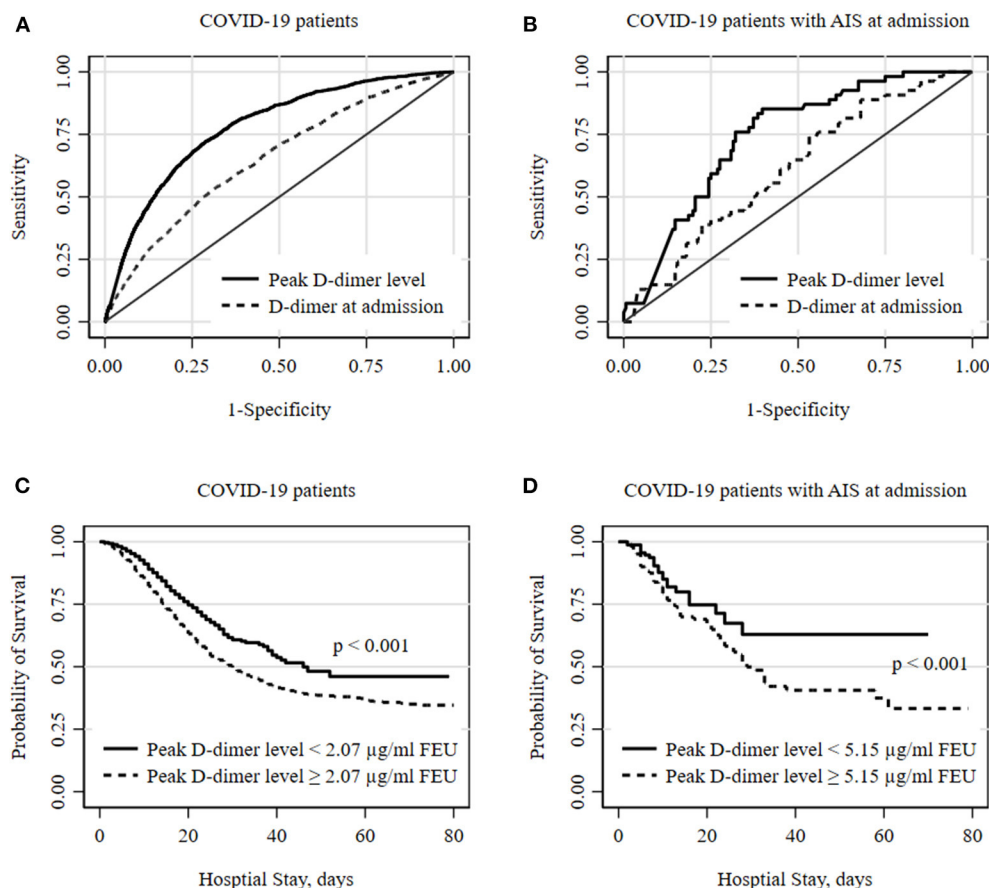 A
COVID-19 patients
Sensitivity
0.00
0.25
0.50
0.75
1.00
Peak D-dimer level
D-dimer at admission
0.00
0.25
0.50
0.75
1.00
1-Specificity
B
COVID-19 patients with AIS at admission
Sensitivity
0.00
0.25
0.50
0.75
1.00
Peak D-dimer level
D-dimer at admission
0.00
0.25
0.50
0.75
1.00
1-Specificity
C
COVID-19 patients
Probability of Survival
0.00
0.25
0.50
0.75
1.00
p < 0.001
Peak D-dimer level < 2.07 µg/ml FEU
Peak D-dimer level ≥ 2.07 µg/ml FEU
0
20
40
60
80
Hosptial Stay, days
D
COVID-19 patients with AIS at admission
Probability of Survival
0.00
0.25
0.50
0.75
1.00
p < 0.001
Peak D-dimer level < 5.15 µg/ml FEU
Peak D-dimer level ≥ 5.15 µg/ml FEU
0
20
40
60
80
Hosptial Stay, days